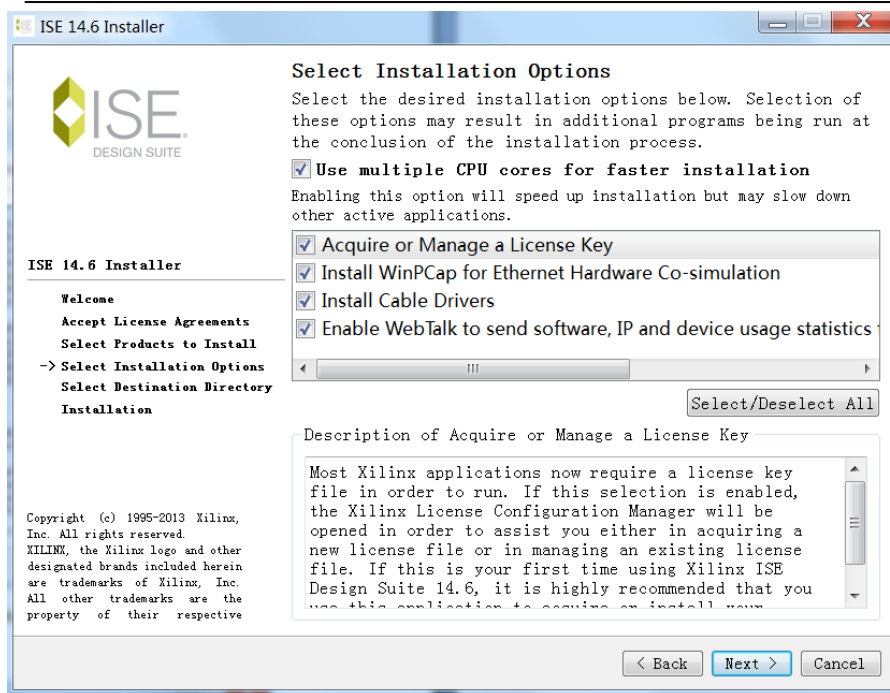 ISE 14.6 Installer
ISE
DESIGN SUITE
ISE 14.6 Installer
Welcome
Accept License Agreements
Select Products to Install
-> Select Installation Options
Select Destination Directory
Installation
Copyright (c) 1995-2013 Xilinx,
Inc. All rights reserved.
XILINX, the Xilinx logo and other
designated brands included herein
are trademarks of Xilinx, Inc.
All other trademarks are the
property of their respective
Select Installation Options
Select the desired installation options below. Selection of
these options may result in additional programs being run at
the conclusion of the installation process.
Use multiple CPU cores for faster installation
Enabling this option will speed up installation but may slow down
other active applications.
Acquire or Manage a License Key
Install WinPCap for Ethernet Hardware Co-simulation
Install Cable Drivers
Enable WebTalk to send software, IP and device usage statistics
Select/Deselect All
Description of Acquire or Manage a License Key
Most Xilinx applications now require a license key
file in order to run. If this selection is enabled,
the Xilinx License Configuration Manager will be
opened in order to assist you either in acquiring a
new license file or in managing an existing license
file. If this is your first time using Xilinx ISE
Design Suite 14.6, it is highly recommended that you
use this application to acquire or install your
< Back
Next >
Cancel